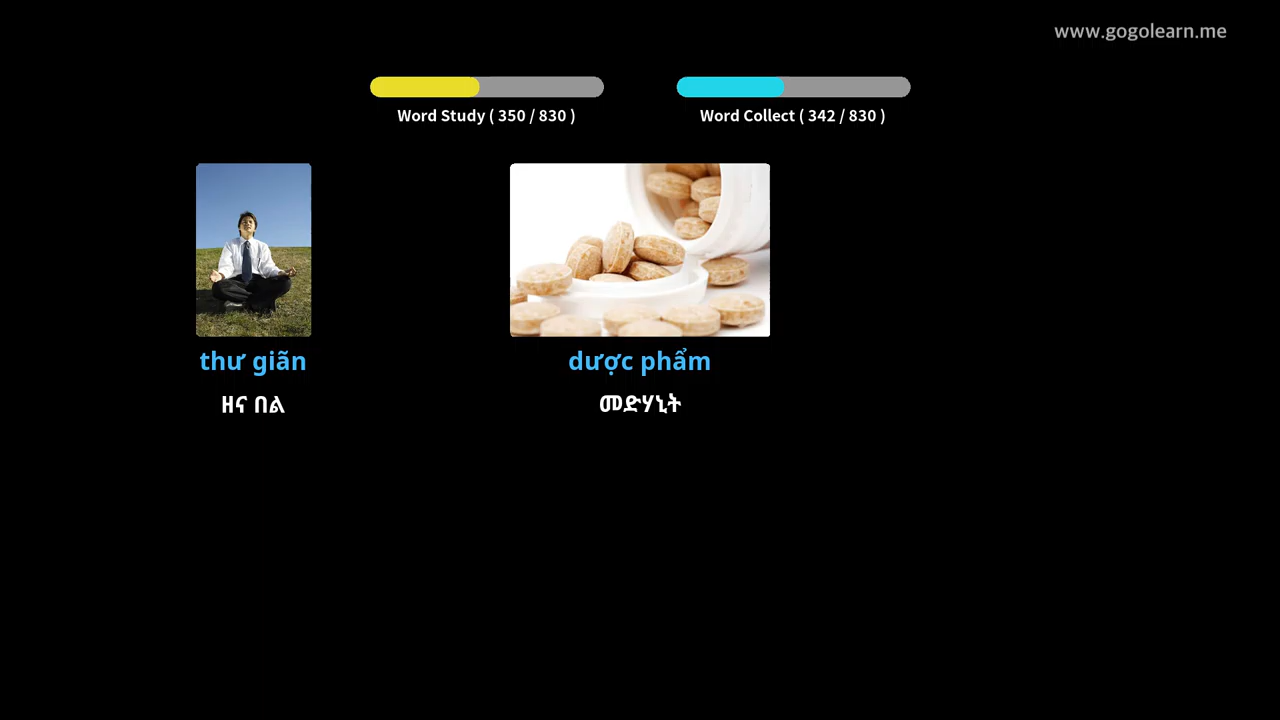 www.gogolearn.me
Word Study ( 350 / 830 )
Word Collect ( 342 / 830 )
thư giãn
dược phẩm
ዘና በል
መድሃኒት